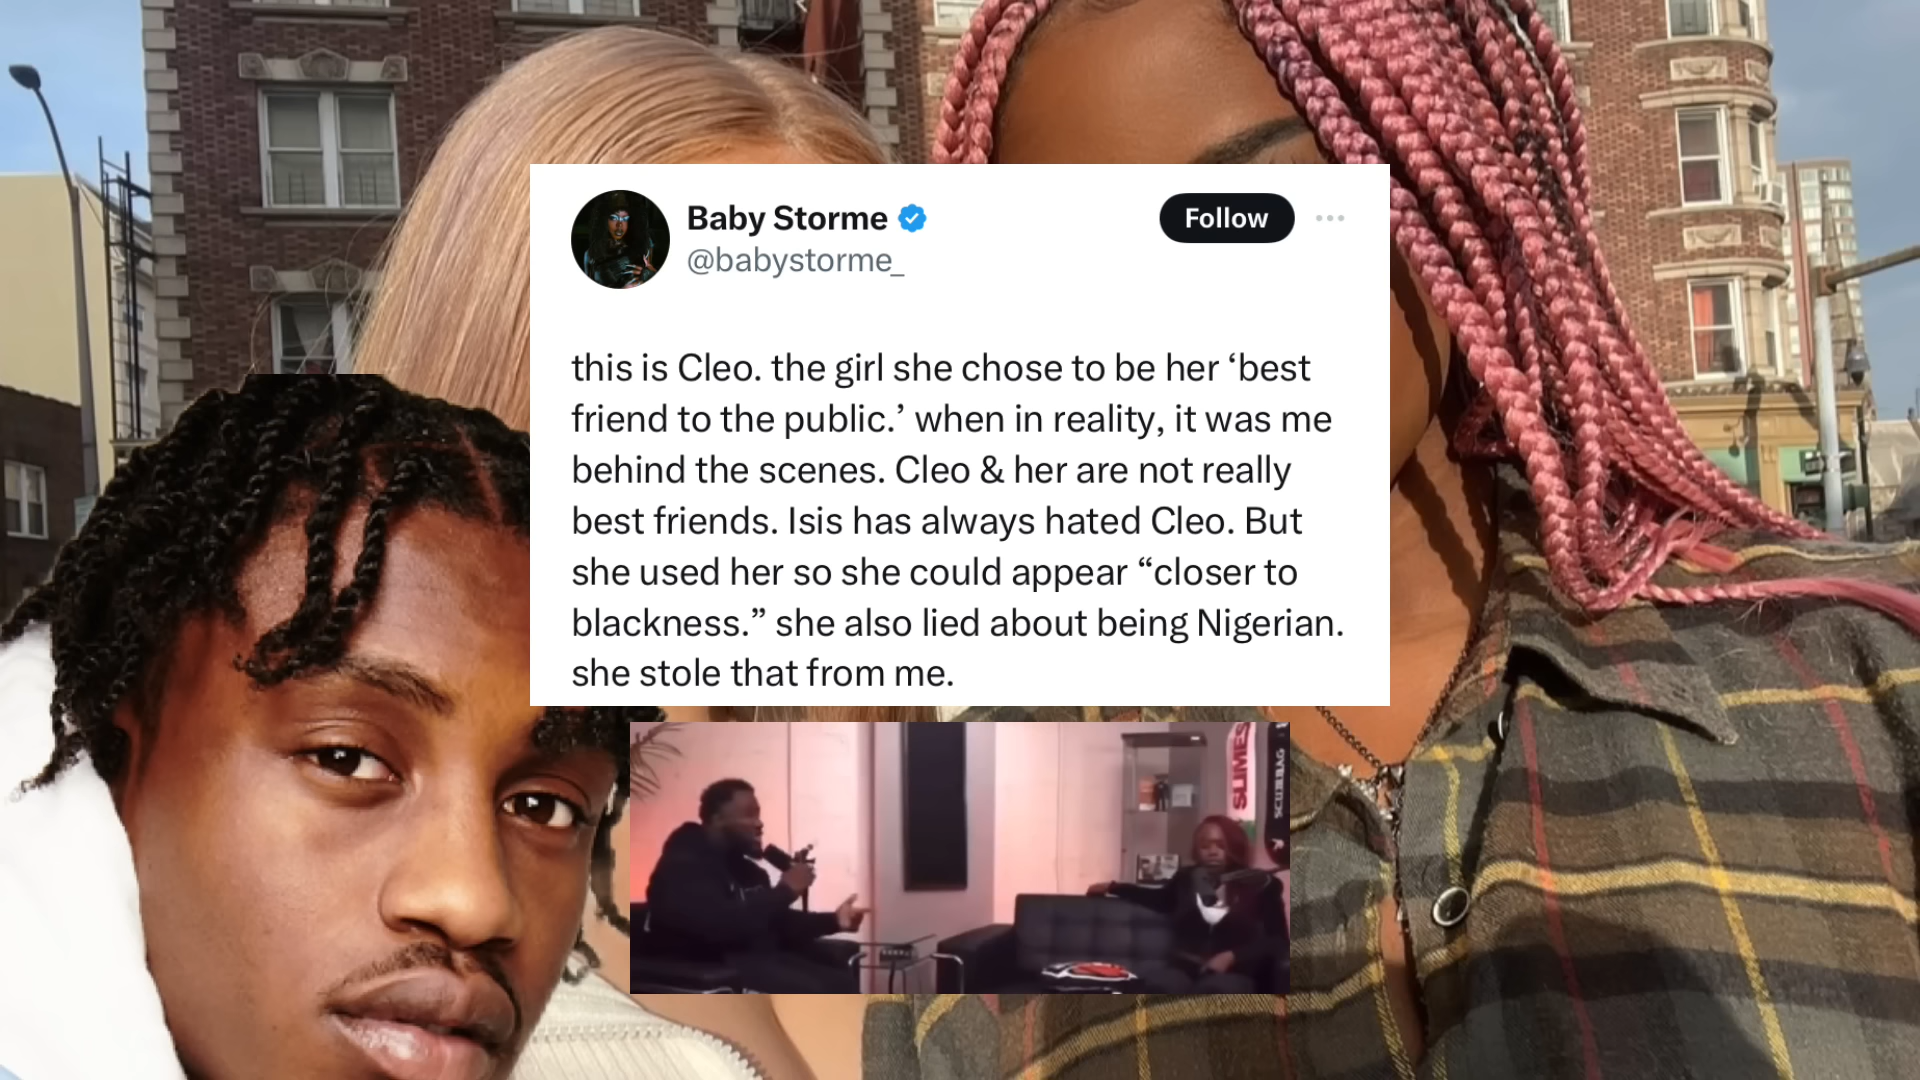 Baby Storme
@babystorme_
Follow
this is Cleo. the girl she chose to be her ‘best
friend to the public.’ when in reality, it was me
behind the scenes. Cleo & her are not really
best friends. Isis has always hated Cleo. But
she used her so she could appear “closer to
blackness.” she also lied about being Nigerian.
she stole that from me.
SLIMES
SCUMBAG